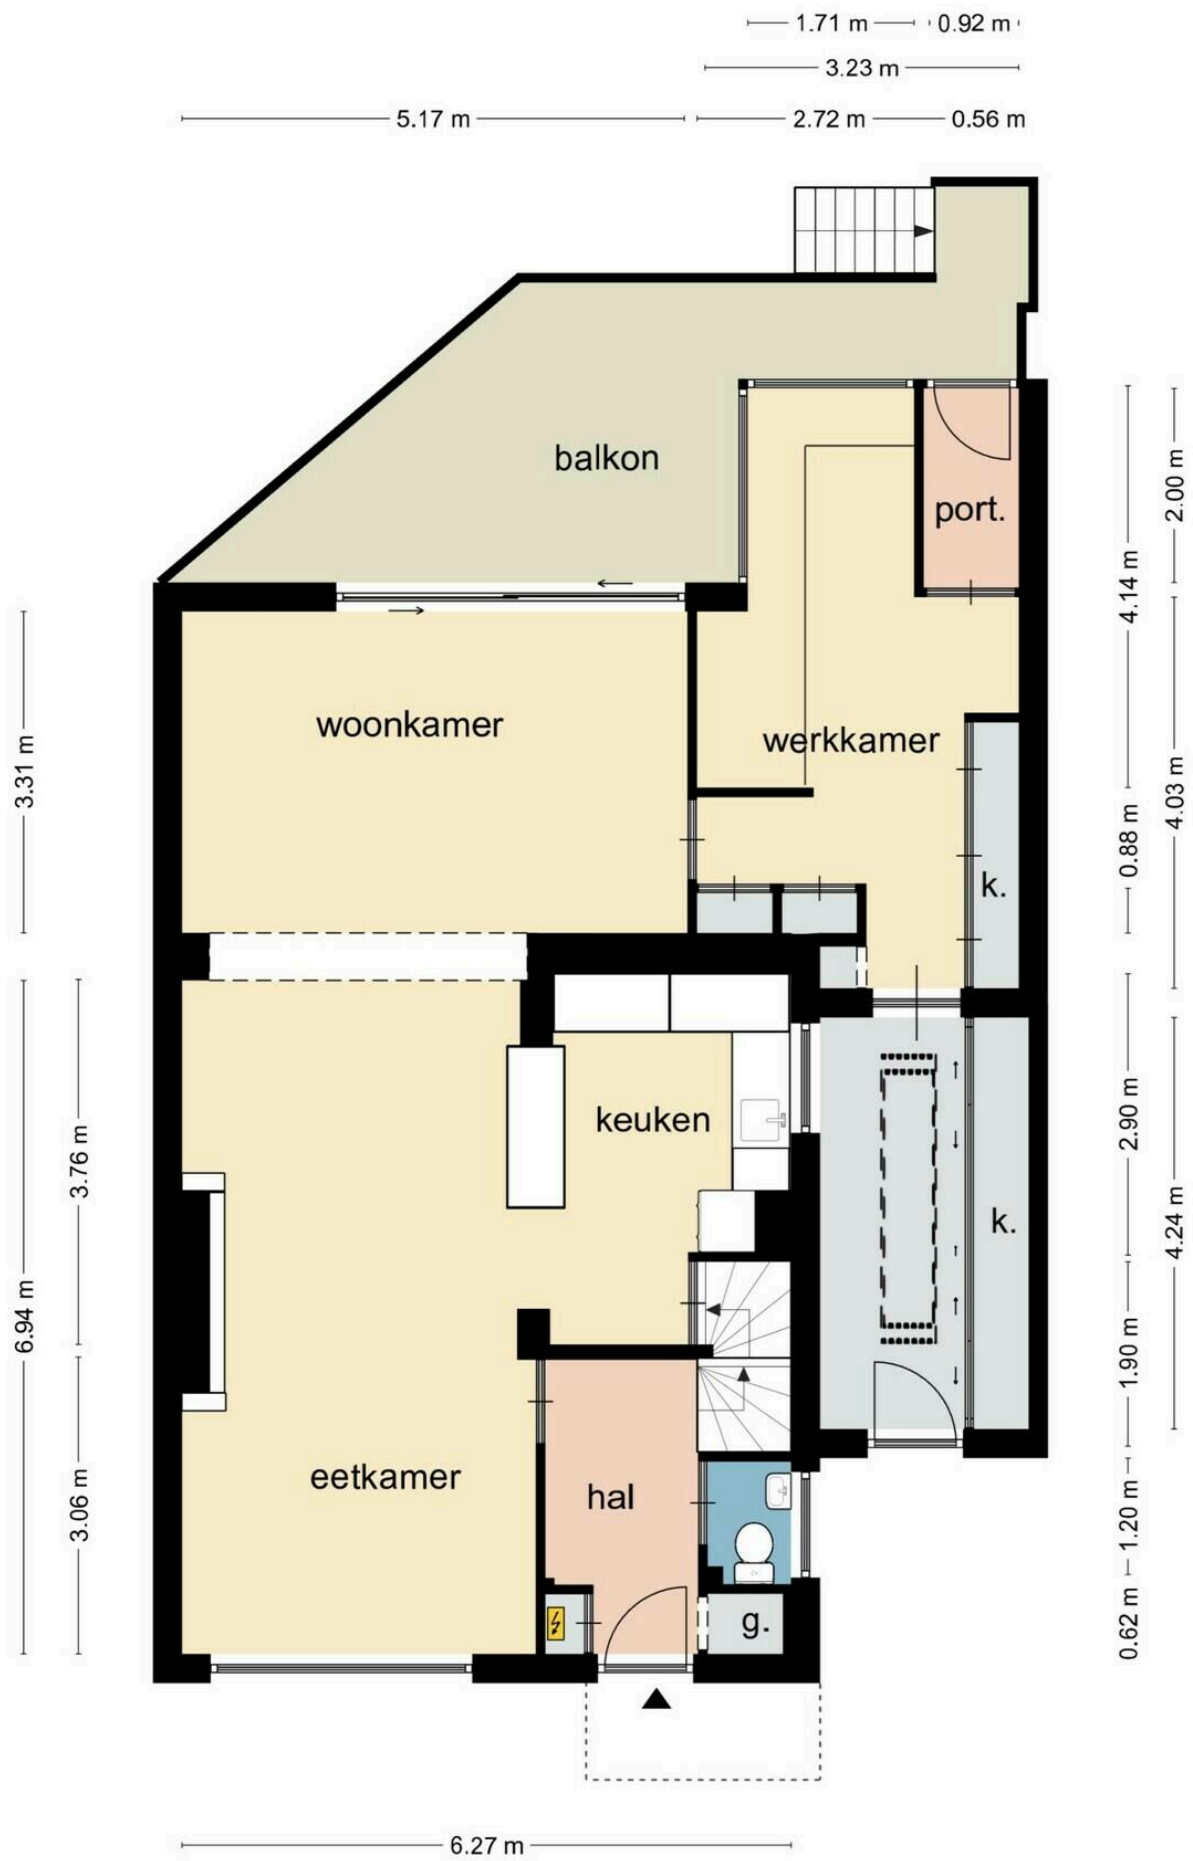 1.71 m 0.92 m
3.23 m
5.17 m 2.72 m 0.56 m
balkon
port.
2.00 m
4.14 m
woonkamer
werkkamer
3.31 m
4.03 m
0.88 m
k.
keuken
2.90 m
3.76 m
k.
4.24 m
6.94 m
1.90 m
eetkamer
hal
3.06 m
1.20 m
g.
0.62 m
6.27 m